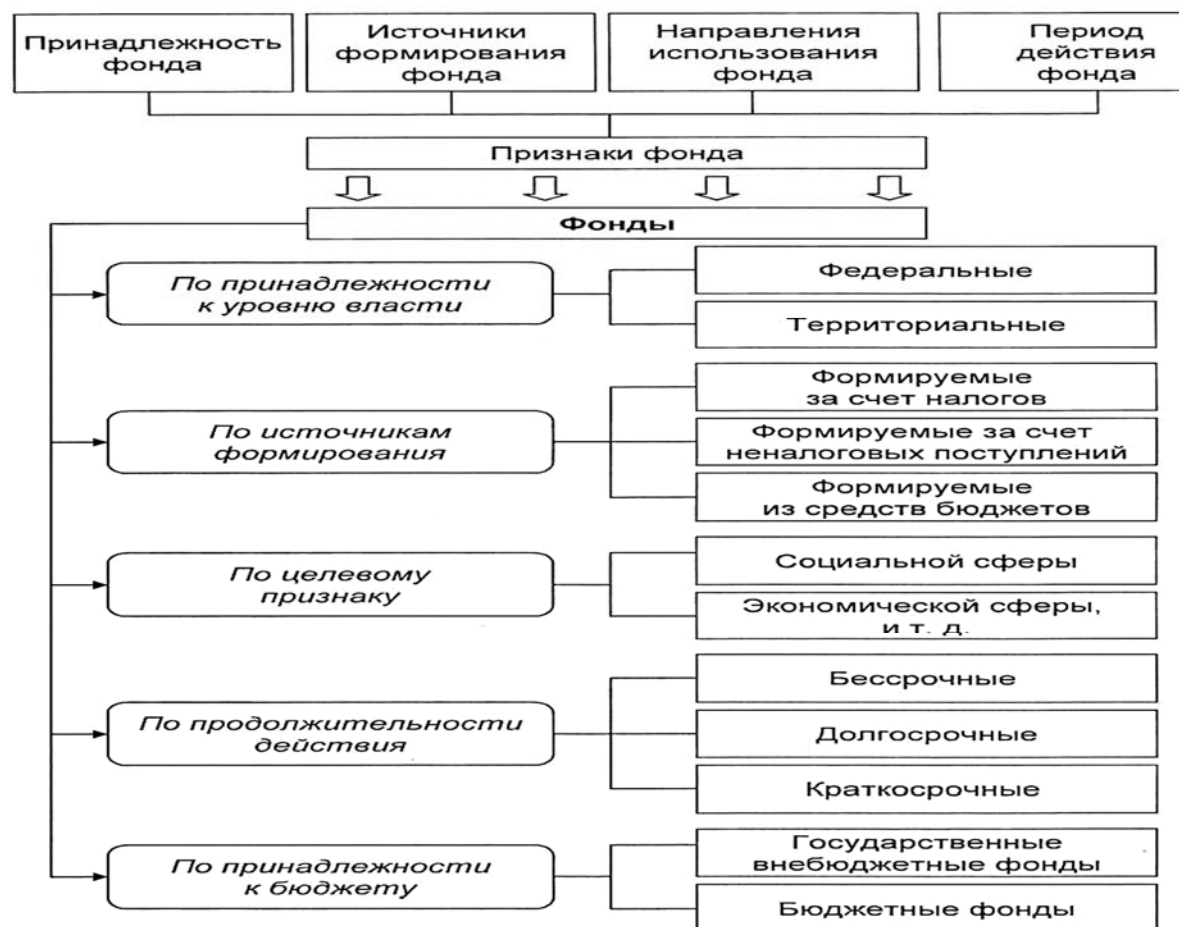 Принадлежность
фонда
Источники
формирования
фонда
Направления
использования
фонда
Период
действия
фонда
Признаки фонда
Фонды
По принадлежности
к уровню власти
Федеральные
Территориальные
По источникам
формирования
Формируемые
за счет налогов
Формируемые за счет
неналоговых поступлений
Формируемые
из средств бюджетов
По целевому
признаку
Социальной сферы
Экономической сферы,
и т. д.
По продолжительности
действия
Бессрочные
Долгосрочные
Краткосрочные
По принадлежности
к бюджету
Государственные
внебюджетные фонды
Бюджетные фонды